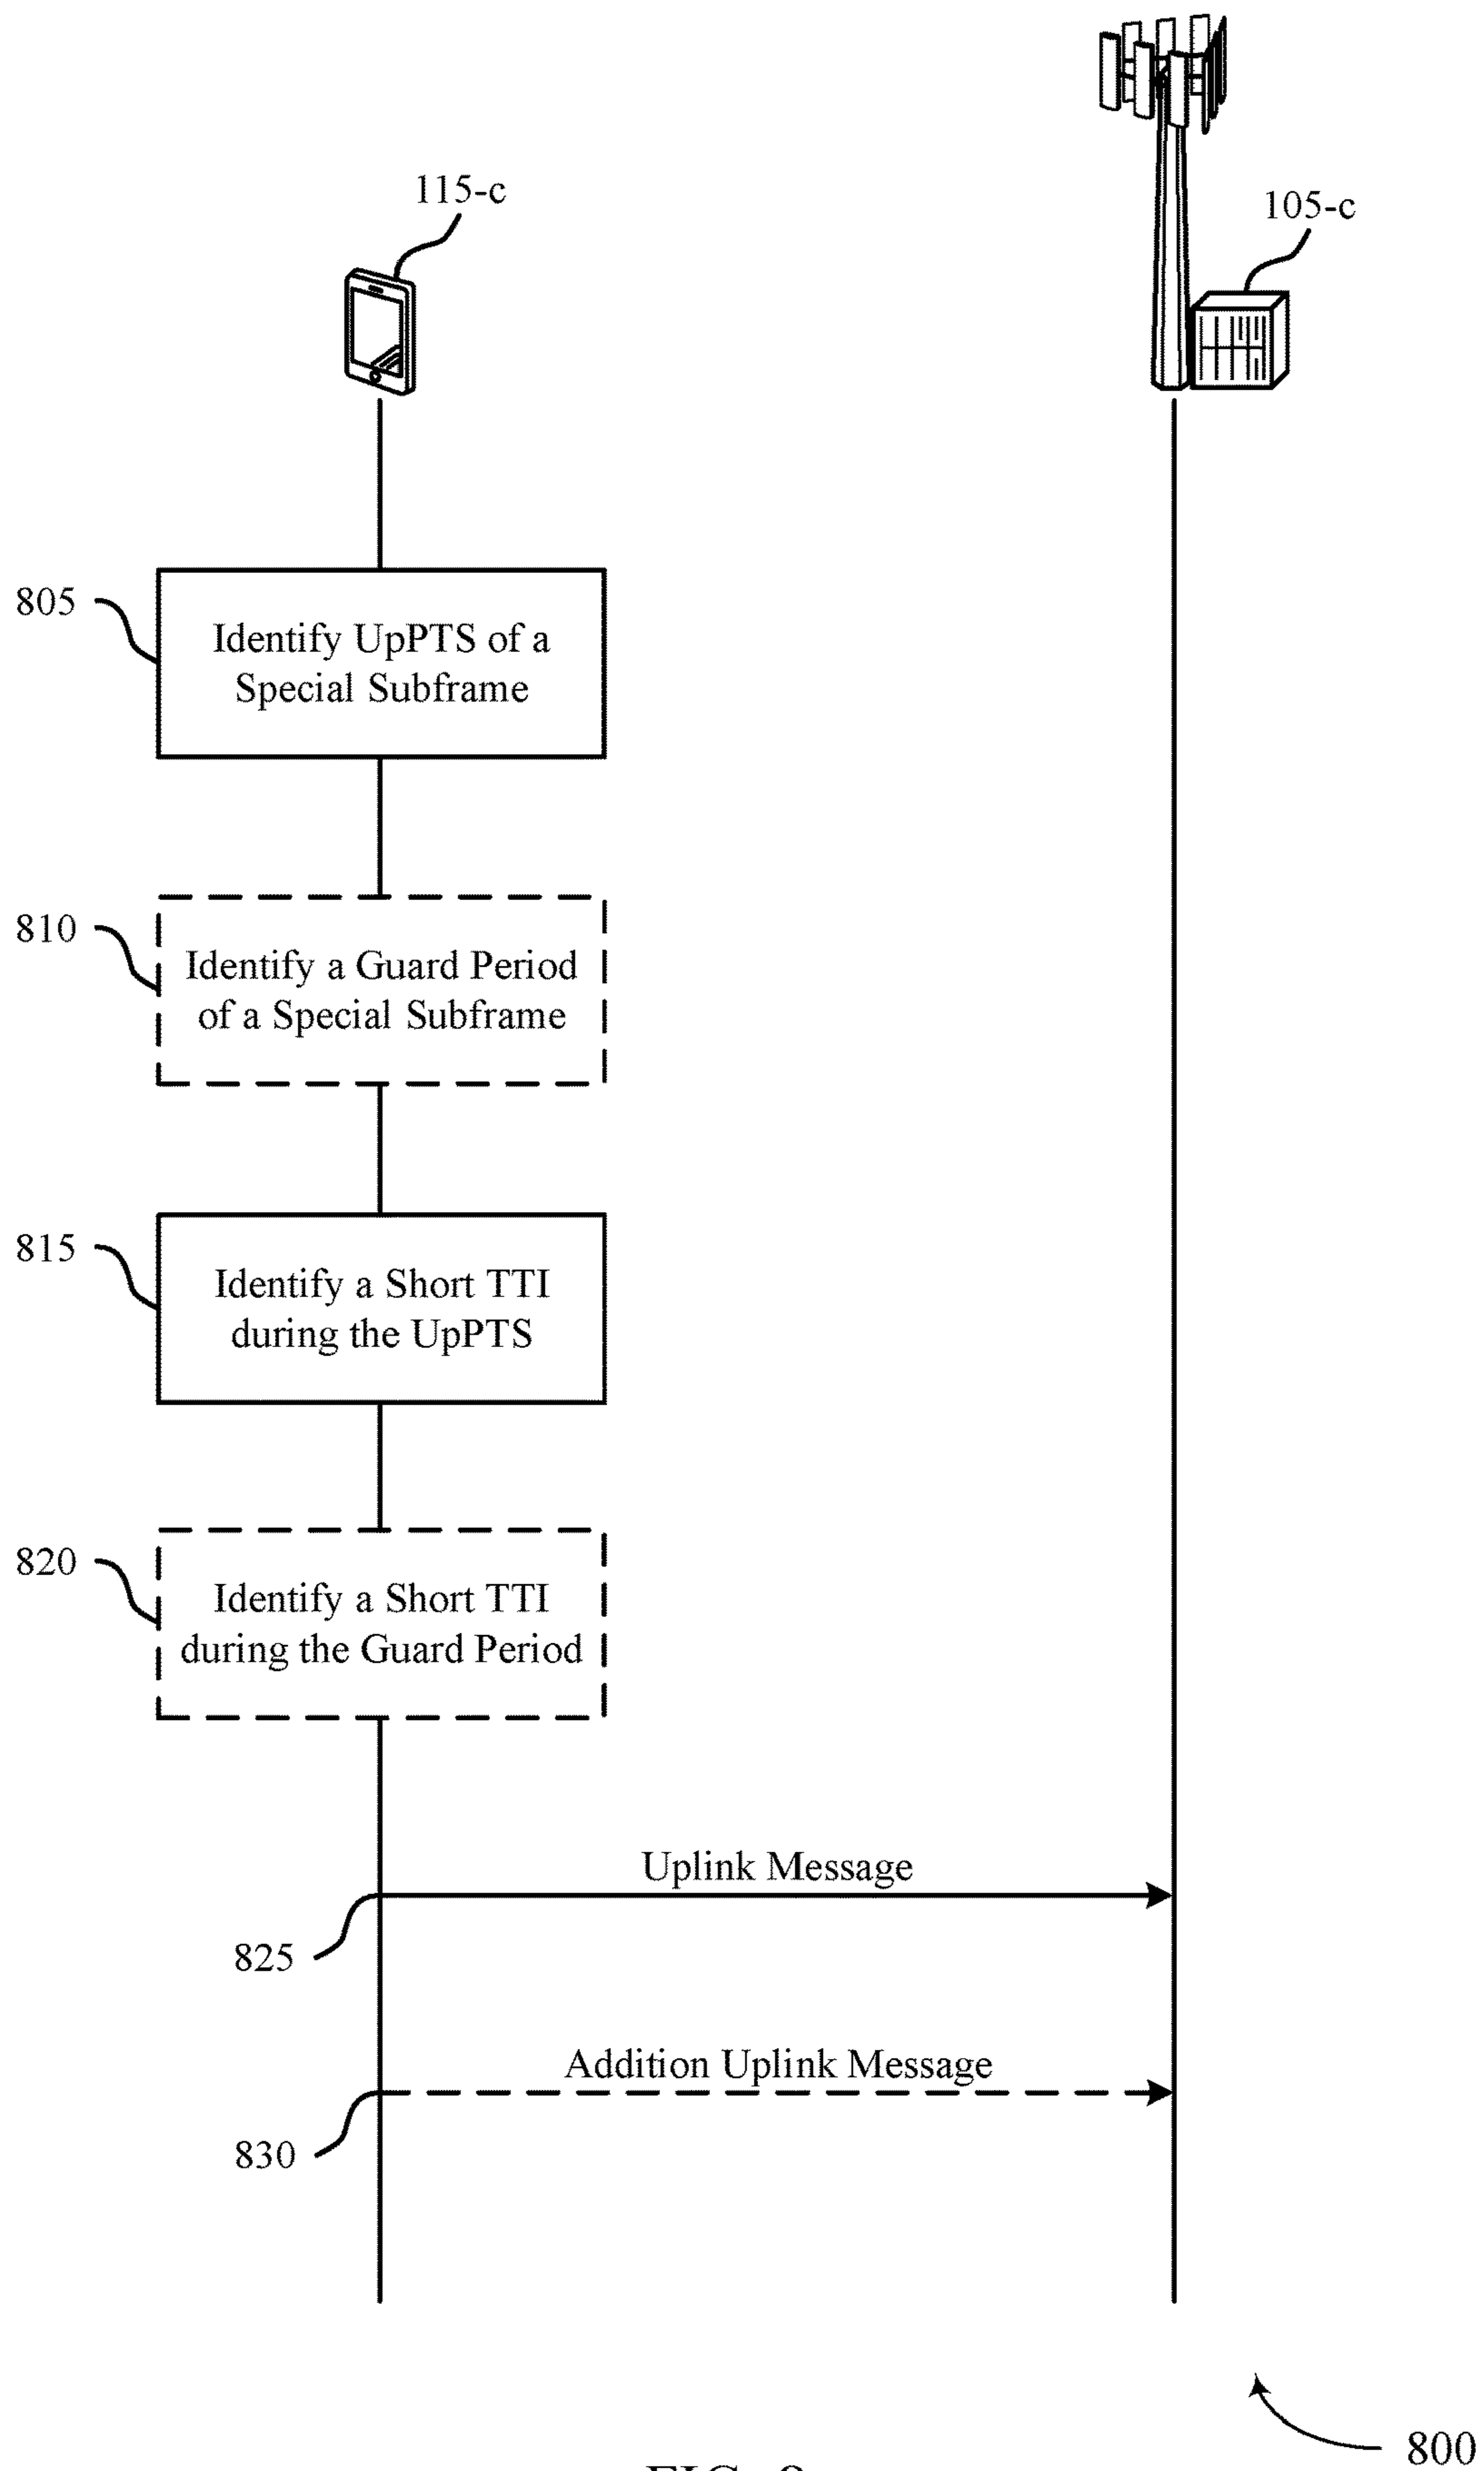 115-c
105-c
805
Identify UpPTS of a
Special Subframe
810
Identify a Guard Period
of a Special Subframe
815
Identify a Short TTI
during the UpPTS
820
Identify a Short TTI
during the Guard Period
Uplink Message
825
Addition Uplink Message
830
800